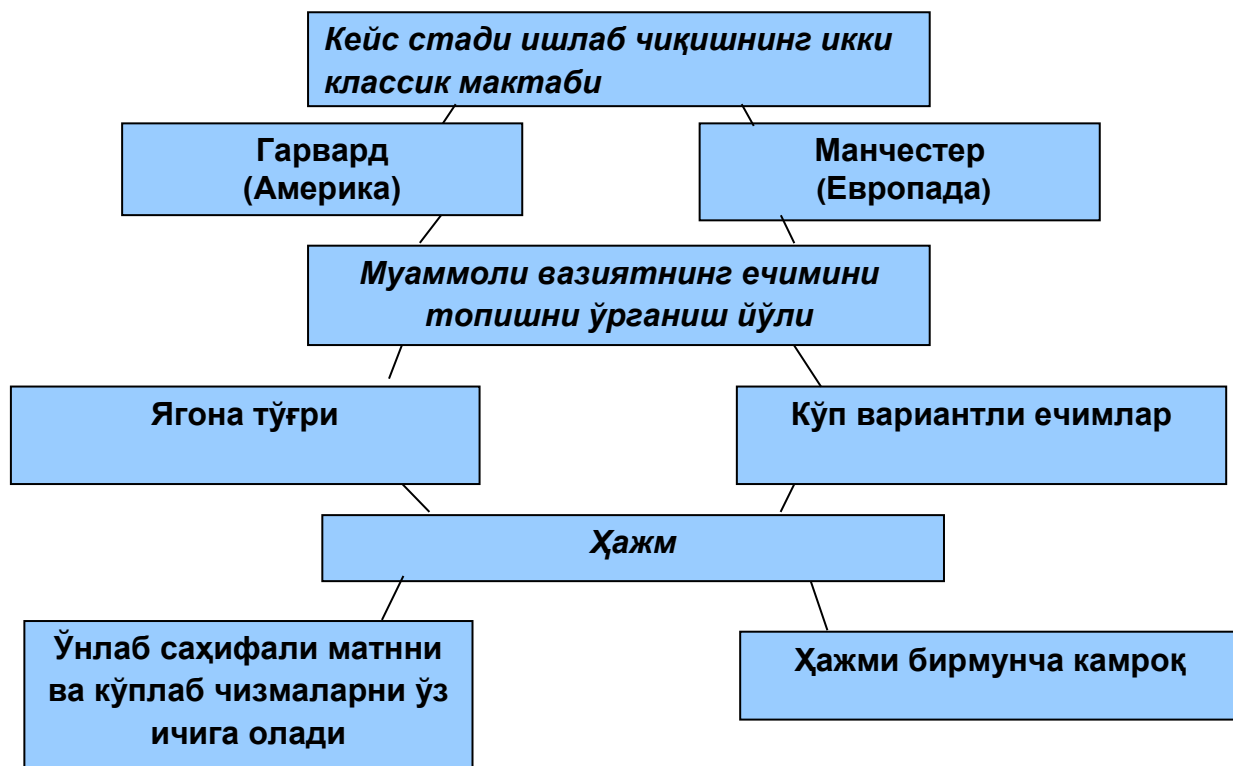 Кейс стади ишлаб чиқишнинг икки
классик мактаби
Гарвард
(Америка)
Манчестер
(Европада)
Муаммоли вазиятнинг ечимини
топишни ўрганиш йўли
Ягона тўғри
Кўп вариантли ечимлар
Ҳажм
Ўнлаб саҳифали матнни
ва кўплаб чизмаларни ўз
ичига олади
Ҳажми бирмунча камроқ